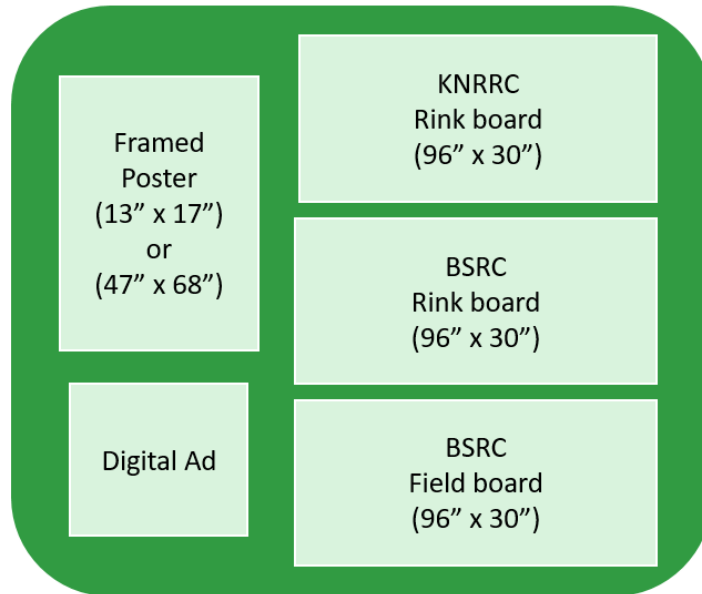 Framed
Poster
(13” x 17”)
or
(47” x 68”)
Digital Ad
KNRRC
Rink board
(96” x 30”)
BSRC
Rink board
(96” x 30”)
BSRC
Field board
(96” x 30”)